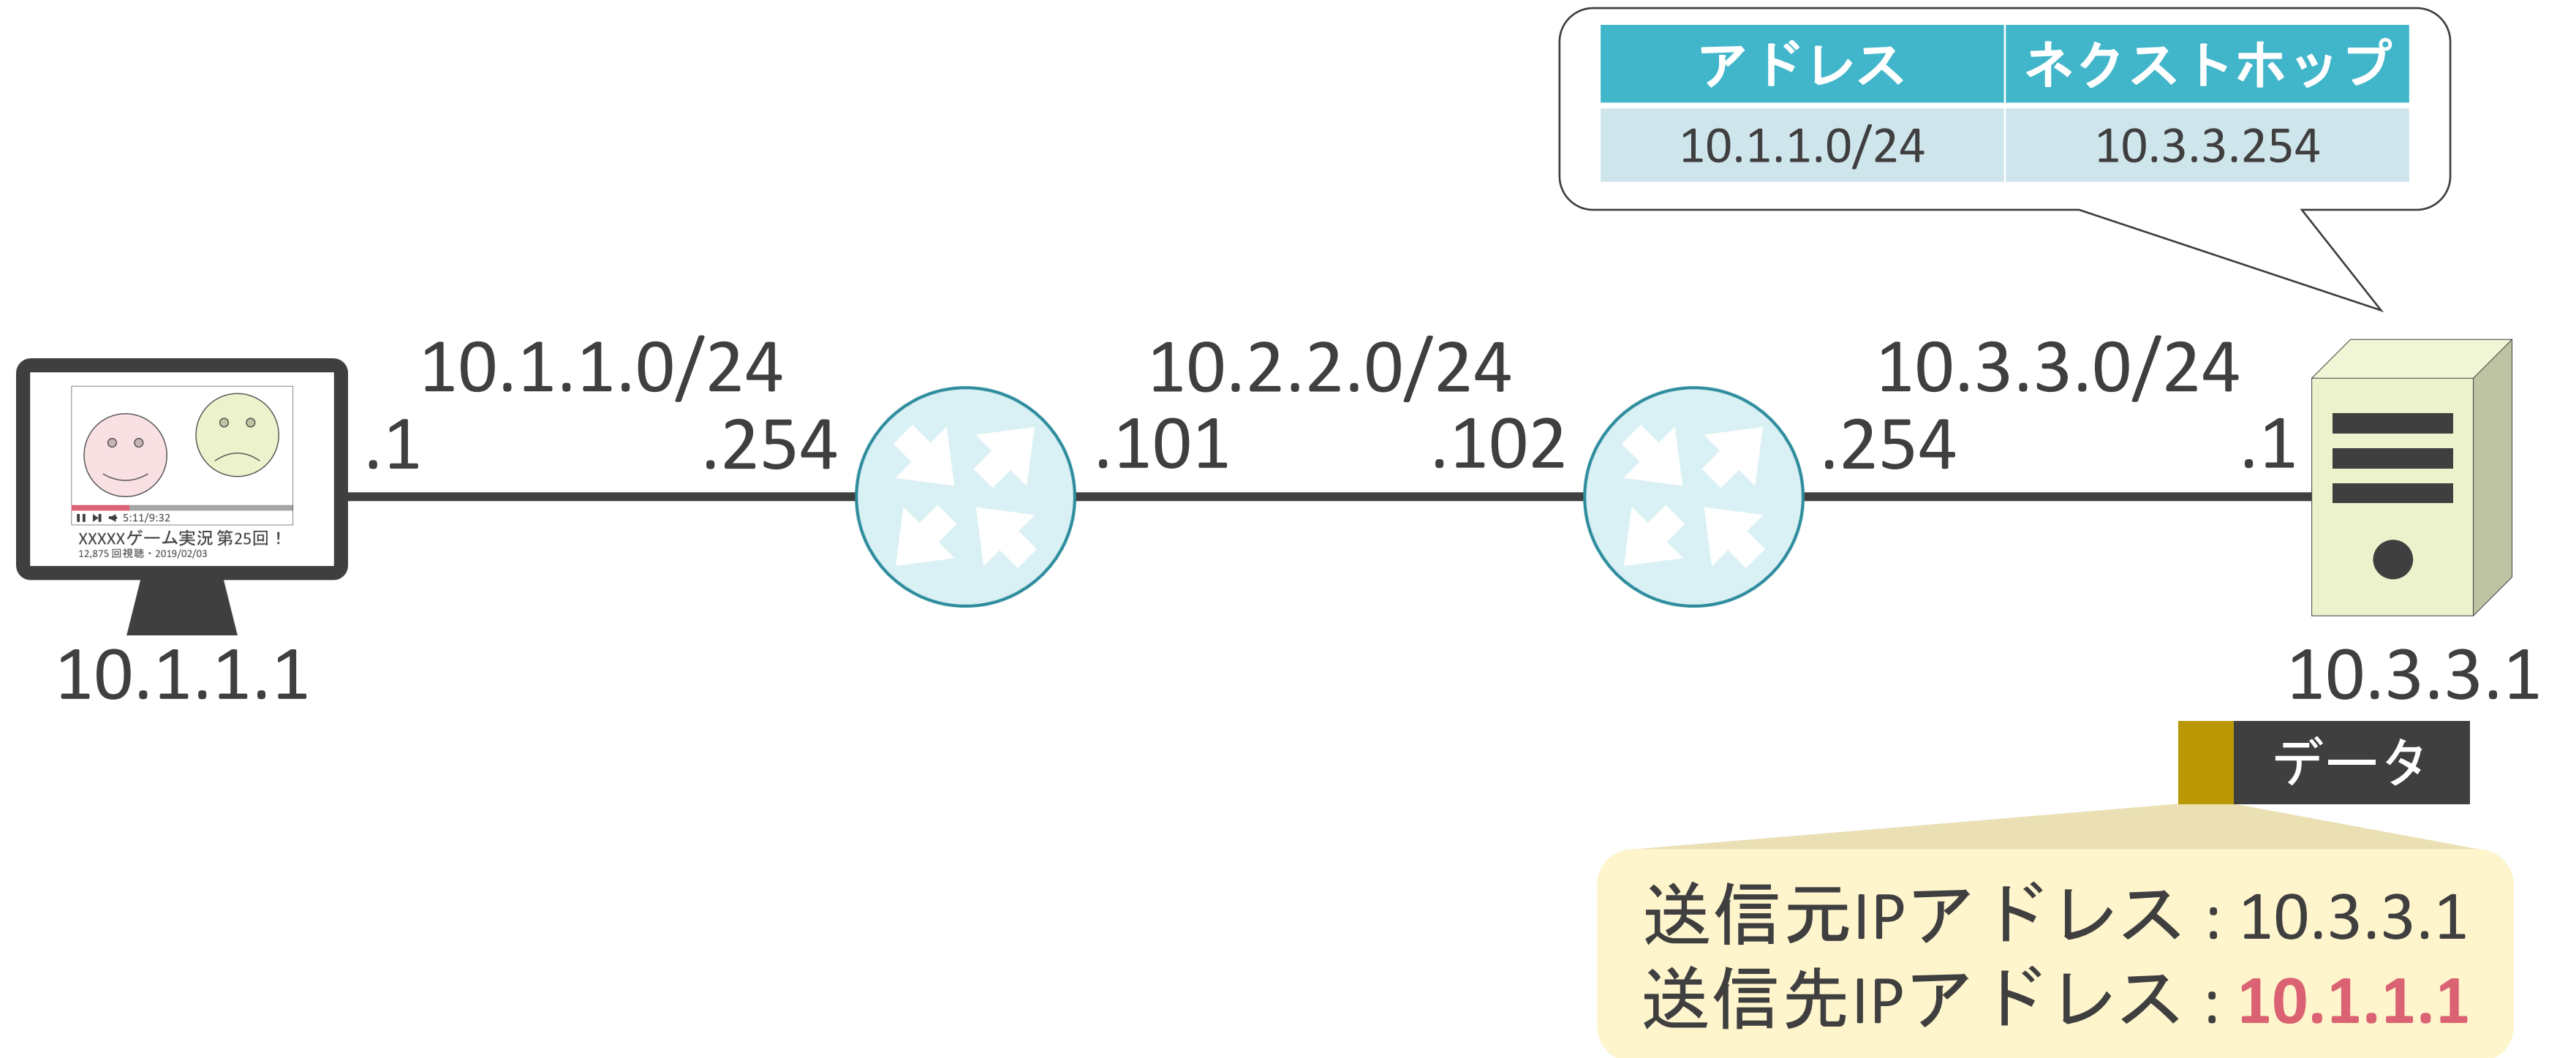 アドレス ネクストホップ
10.1.1.0/24 10.3.3.254
10.1.1.0/24 10.2.2.0/24 10.3.3.0/24
.1 .254 .101 .102 .254 .1
5:11/9:32
XXXXXゲーム実況 第25回！
12,875 回視聴・2019/02/03
10.1.1.1 10.3.3.1
データ
送信元IPアドレス : 10.3.3.1
送信先IPアドレス : 10.1.1.1